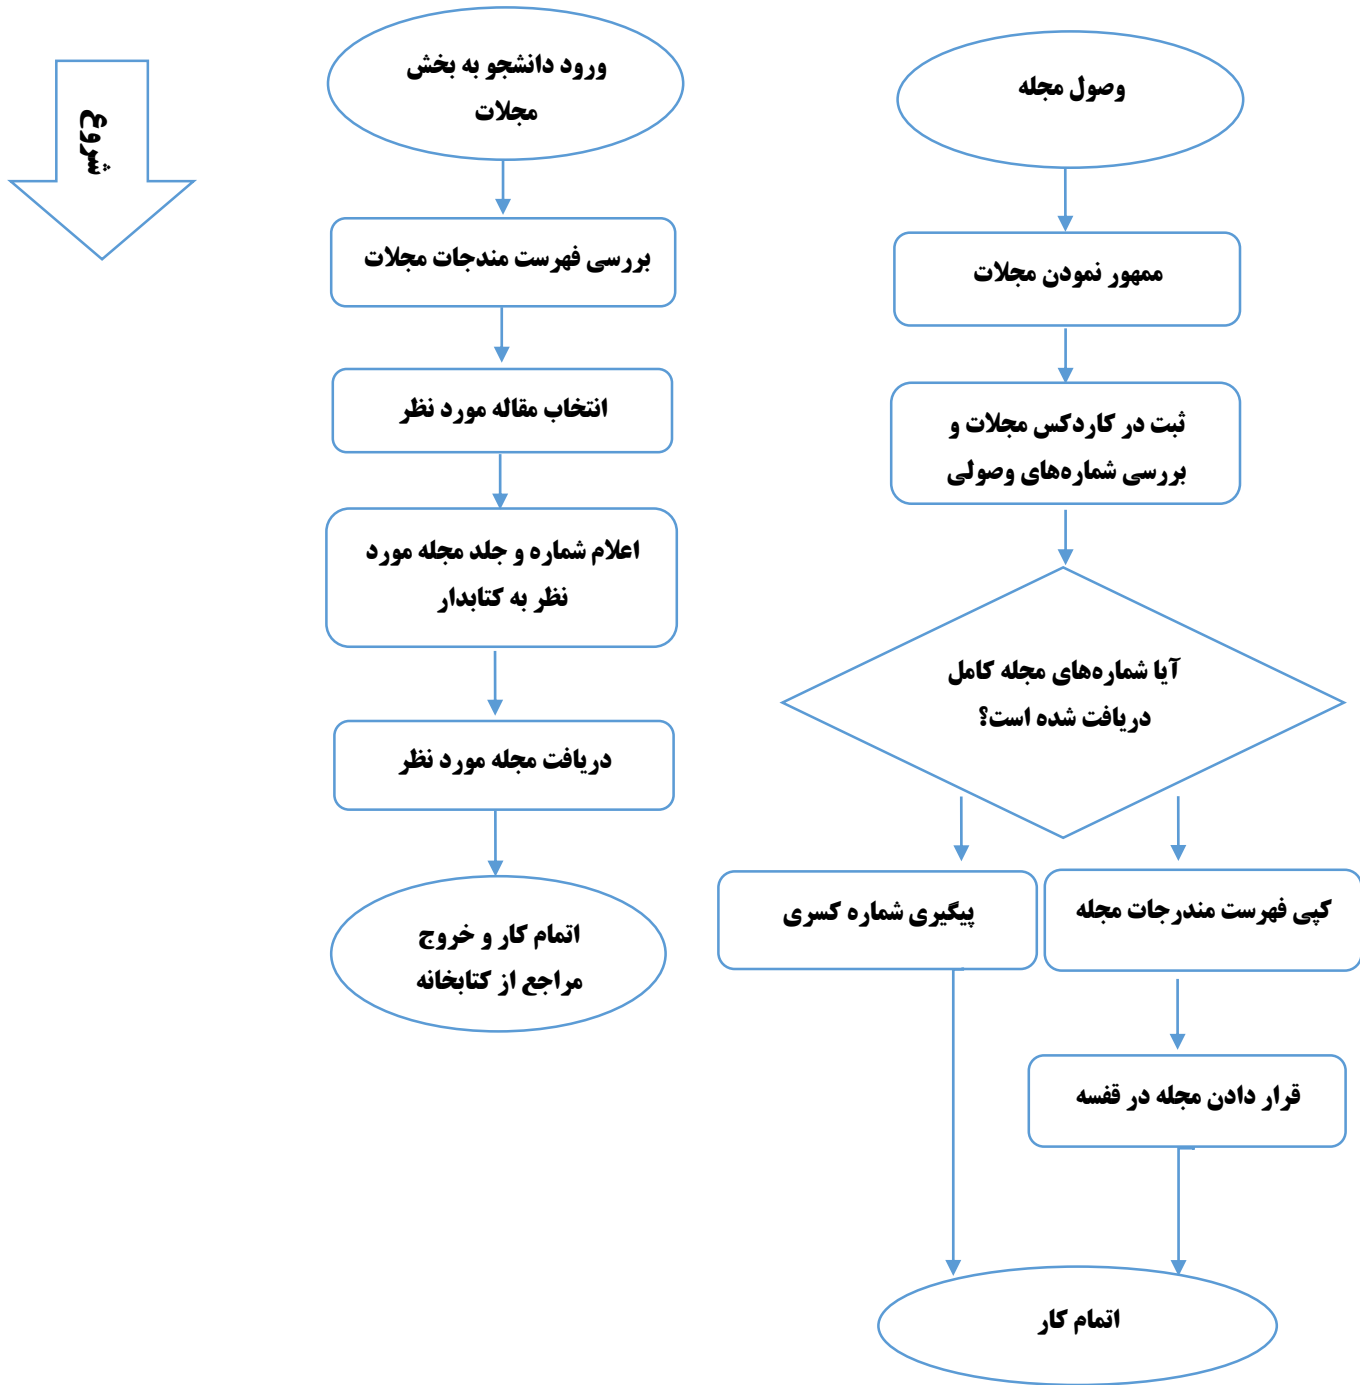 وصول مجله
ممهور نمودن مجلات
ثبت در کاردکس مجلات و
بررسی شماره‌های وصولی
آیا شماره‌های مجله کامل
دریافت شده است؟
کپی فهرست مندرجات مجله
پیگیری شماره کسری
قرار دادن مجله در قفسه
اتمام کار
ورود دانشجو به بخش
مجلات
بررسی فهرست مندجات مجلات
انتخاب مقاله مورد نظر
اعلام شماره و جلد مجله مورد
نظر به کتابدار
دریافت مجله مورد نظر
اتمام کار و خروج
مراجع از کتابخانه
شروع